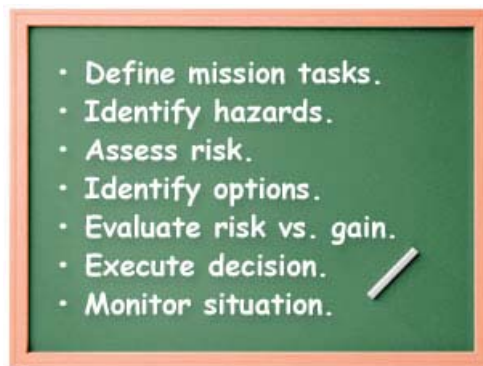 • Define mission tasks.
• Identify hazards.
• Assess risk.
• Identify options.
• Evaluate risk vs. gain.
• Execute decision.
• Monitor situation.